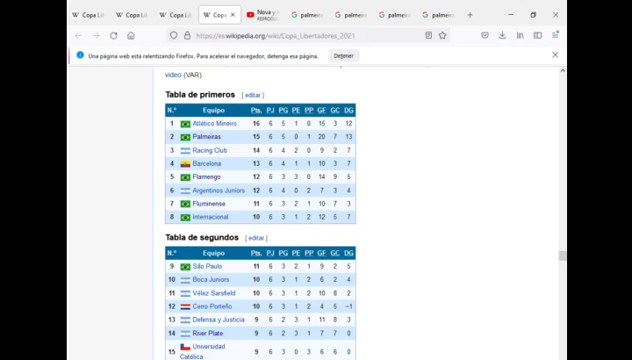 Copa Lib
Copa Lib
Copa Lib
Copa L
Nova y
REPRODU
palmeira
palmeir
palmeir
palmeir
https://es.wikipedia.org/wiki/Copa_Libertadores_2021
Una página web está ralentizando Firefox. Para acelerar el navegador, detenga esa página.
Detener
video (VAR).
Tabla de primeros [ editar ]
N.º Equipo Pts. PJ PG PE PP GF GC DG
1 Atlético Mineiro 16 6 5 1 0 15 3 12
2 Palmeiras 15 6 5 0 1 20 7 13
3 Racing Club 14 6 4 2 0 9 2 7
4 Barcelona 13 6 4 1 1 10 3 7
5 Flamengo 12 6 3 3 0 14 9 5
6 Argentinos Juniors 12 6 4 0 2 7 3 4
7 Fluminense 11 6 3 2 1 10 7 3
8 Internacional 10 6 3 1 2 12 5 7
Tabla de segundos [ editar ]
N.º Equipo Pts. PJ PG PE PP GF GC DG
9 São Paulo 11 6 3 2 1 9 2 5
10 Boca Juniors 10 6 3 1 2 6 2 4
11 Vélez Sarsfield 10 6 3 1 2 10 8 2
12 Cerro Porteño 10 6 3 1 2 4 5 −1
13 Defensa y Justicia 9 6 2 3 1 11 8 3
14 River Plate 9 6 2 3 1 7 7 0
15 Universidad Católica 9 6 3 0 3 6 6 0